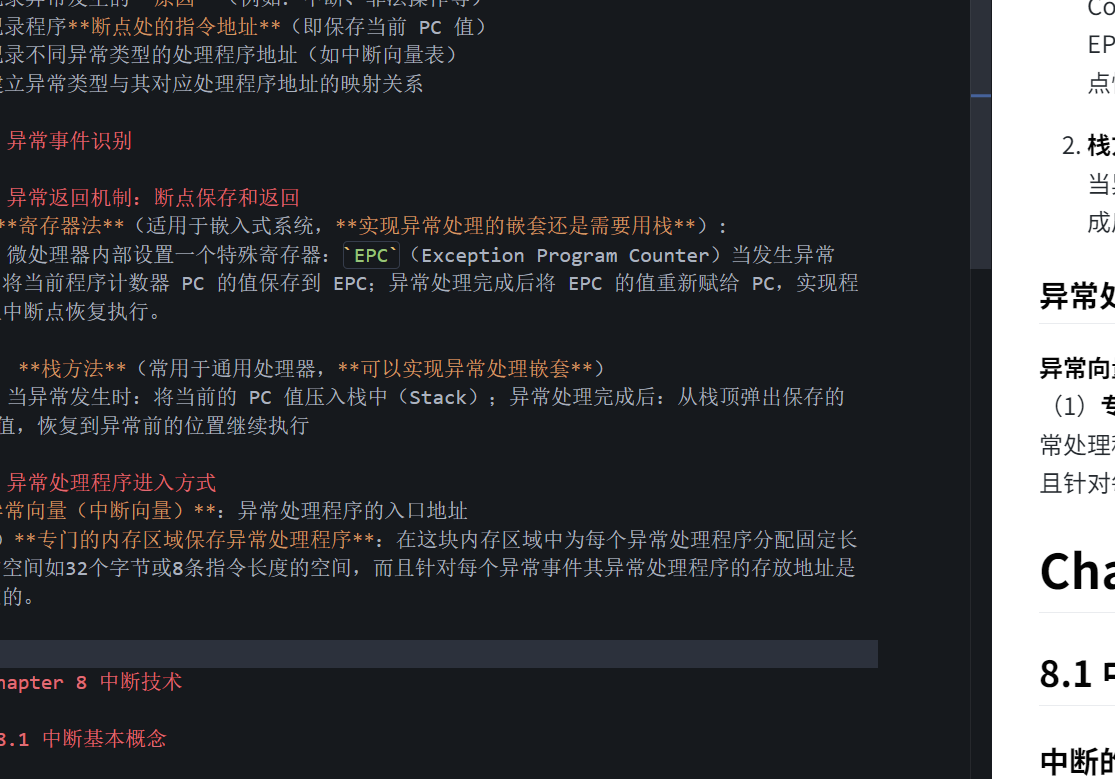 录异常发生的**原因**（例如：中断、非法操作等）
记录程序**断点处的指令地址**（即保存当前 PC 值）
记录不同异常类型的处理程序地址（如中断向量表）
建立异常类型与其对应处理程序地址的映射关系
异常事件识别
异常返回机制：断点保存和返回
**寄存器法**（适用于嵌入式系统，**实现异常处理的嵌套还是需要用栈**）：
微处理器内部设置一个特殊寄存器：`EPC`（Exception Program Counter）当发生异常
将当前程序计数器 PC 的值保存到 EPC；异常处理完成后将 EPC 的值重新赋给 PC，实现程
中断点恢复执行。
**栈方法**（常用于通用处理器，**可以实现异常处理嵌套**）
当异常发生时：将当前的 PC 值压入栈中（Stack）；异常处理完成后：从栈顶弹出保存的
值，恢复到异常前的位置继续执行
异常处理程序进入方式
异常向量（中断向量）**：异常处理程序的入口地址
）**专门的内存区域保存异常处理程序**：在这块内存区域中为每个异常处理程序分配固定长
空间如32个字节或8条指令长度的空间，而且针对每个异常事件其异常处理程序的存放地址是
的。
hapter 8 中断技术
8.1 中断基本概念
Co
EP
点
2. 栈
当
成
异常处
异常向
（1）专
常处理
且针对
Cha
8.1
中断的